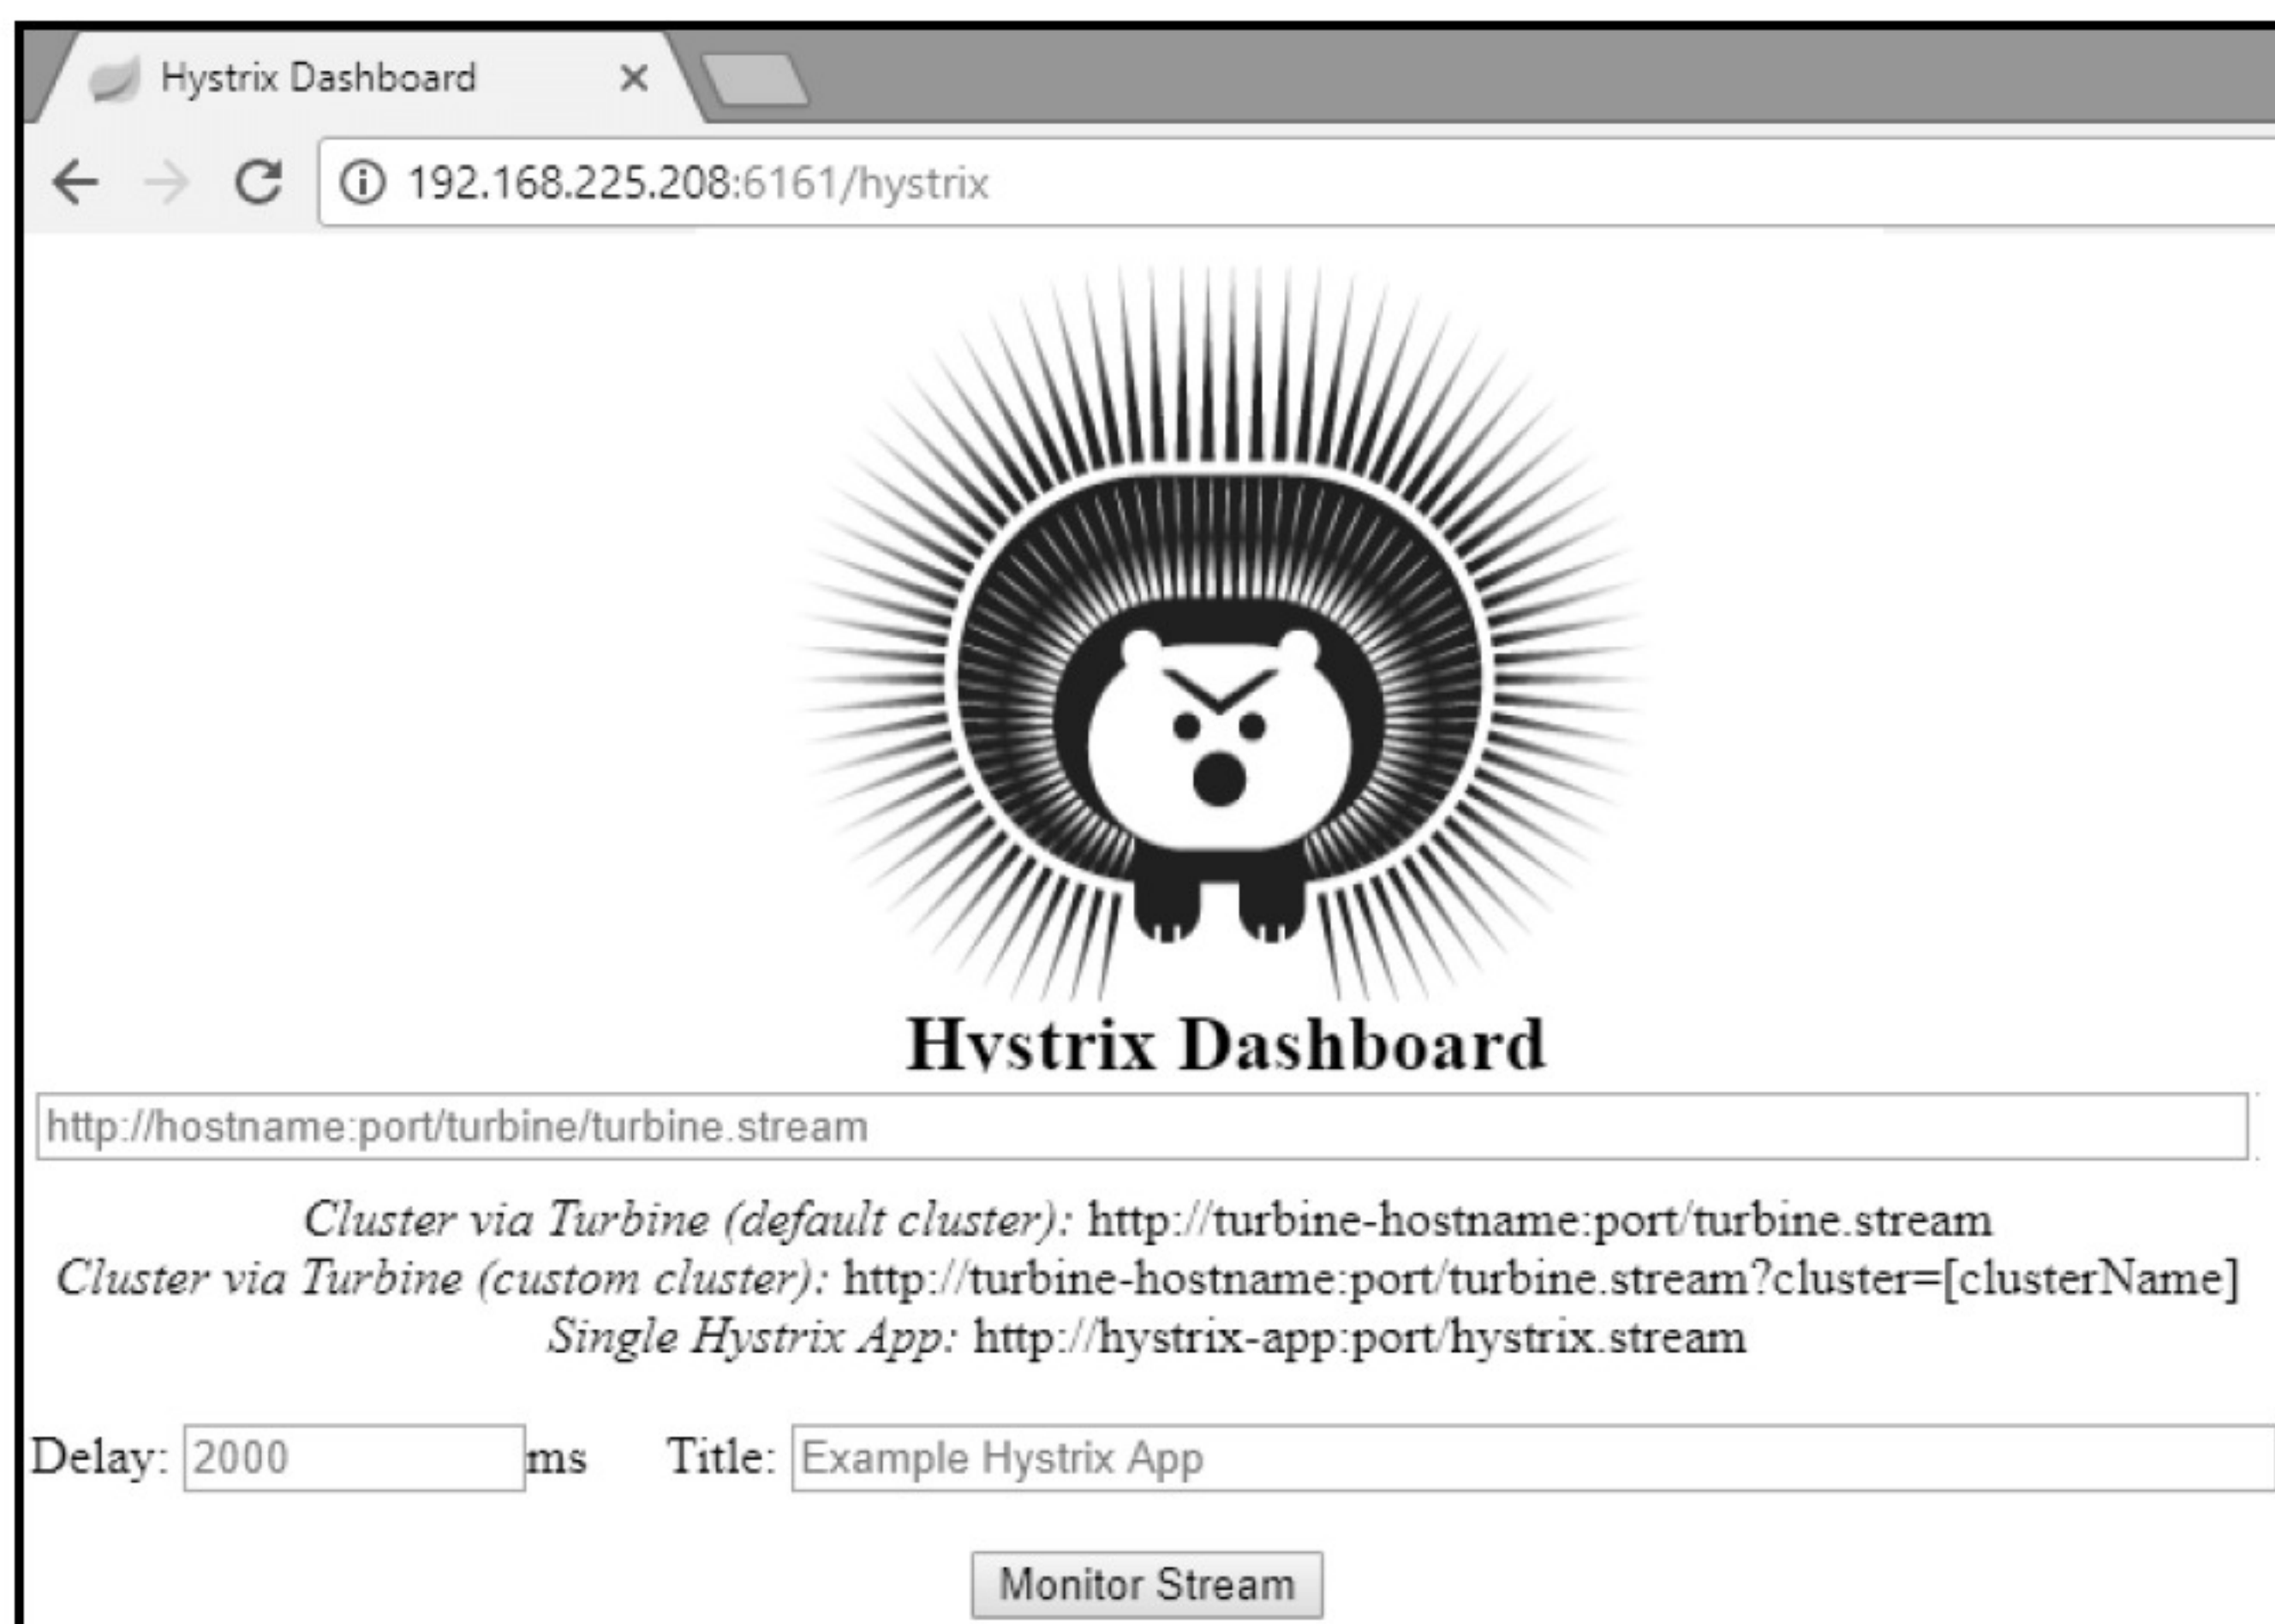 Hystrix Dashboard
192.168.225.208:6161/hystrix
Hystrix Dashboard
http://hostname:port/turbine/turbine.stream
Cluster via Turbine (default cluster): http://turbine-hostname:port/turbine.stream
Cluster via Turbine (custom cluster): http://turbine-hostname:port/turbine.stream?cluster=[clusterName]
Single Hystrix App: http://hystrix-app:port/hystrix.stream
Delay: 2000 ms Title: Example Hystrix App
Monitor Stream